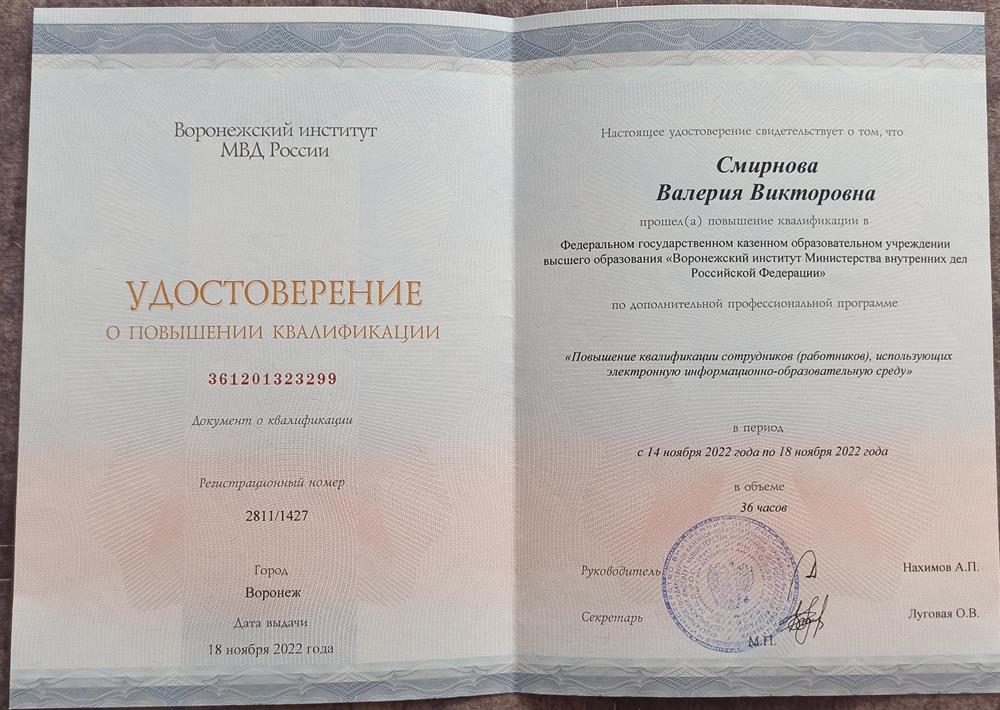 Воронежский институт
МВД России
УДОСТОВЕРЕНИЕ
О ПОВЫШЕНИИ КВАЛИФИКАЦИИ
361201323299
Документ о квалификации
Регистрационный номер
2811/1427
Город
Воронеж
Дата выдачи
18 ноября 2022 года
Настоящее удостоверение свидетельствует о том, что
Смирнова
Валерия Викторовна
прошел(а) повышение квалификации в
Федеральном государственном казенном образовательном учреждении
высшего образования «Воронежский институт Министерства внутренних дел
Российской Федерации»
по дополнительной профессиональной программе
«Повышение квалификации сотрудников (работников), использующих
электронную информационно-образовательную среду»
в период
с 14 ноября 2022 года по 18 ноября 2022 года
в объеме
36 часов
Руководитель
Нахимов А.П.
Секретарь
Луговая О.В.
М.П.